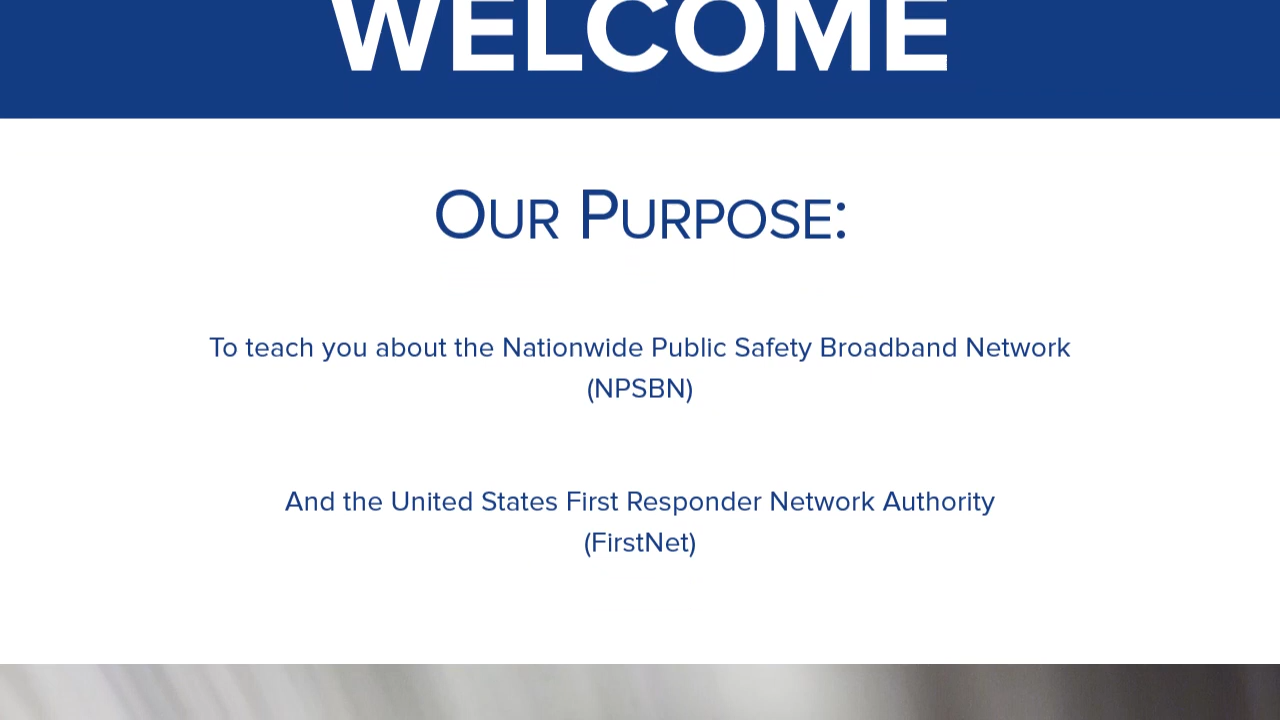 WELCOME
OUR PURPOSE:
To teach you about the Nationwide Public Safety Broadband Network
(NPSBN)
And the United States First Responder Network Authority
(FirstNet)